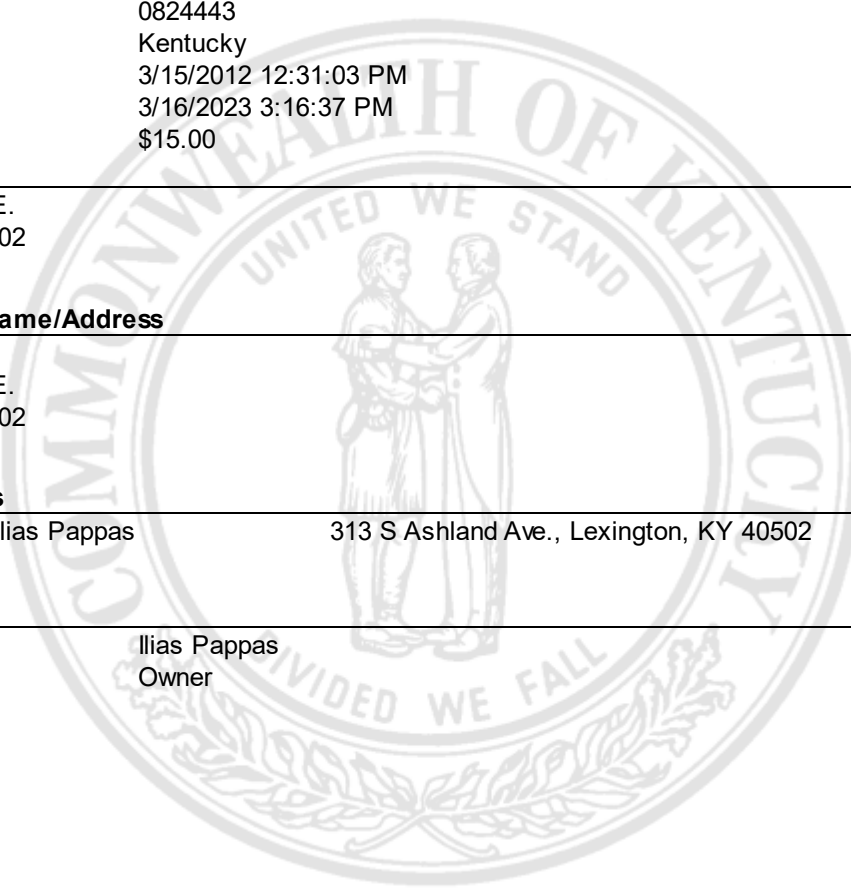 0824443
Kentucky
3/15/2012 12:31:03 PM
3/16/2023 3:16:37 PM
$15.00
E.
02
ame/Address
E.
02
s
Ilias Pappas 313 S Ashland Ave., Lexington, KY 40502
Ilias Pappas
Owner
COMMONWEALTH OF KENTUCKY
UNITED WE STAND
DIVIDED WE FALL